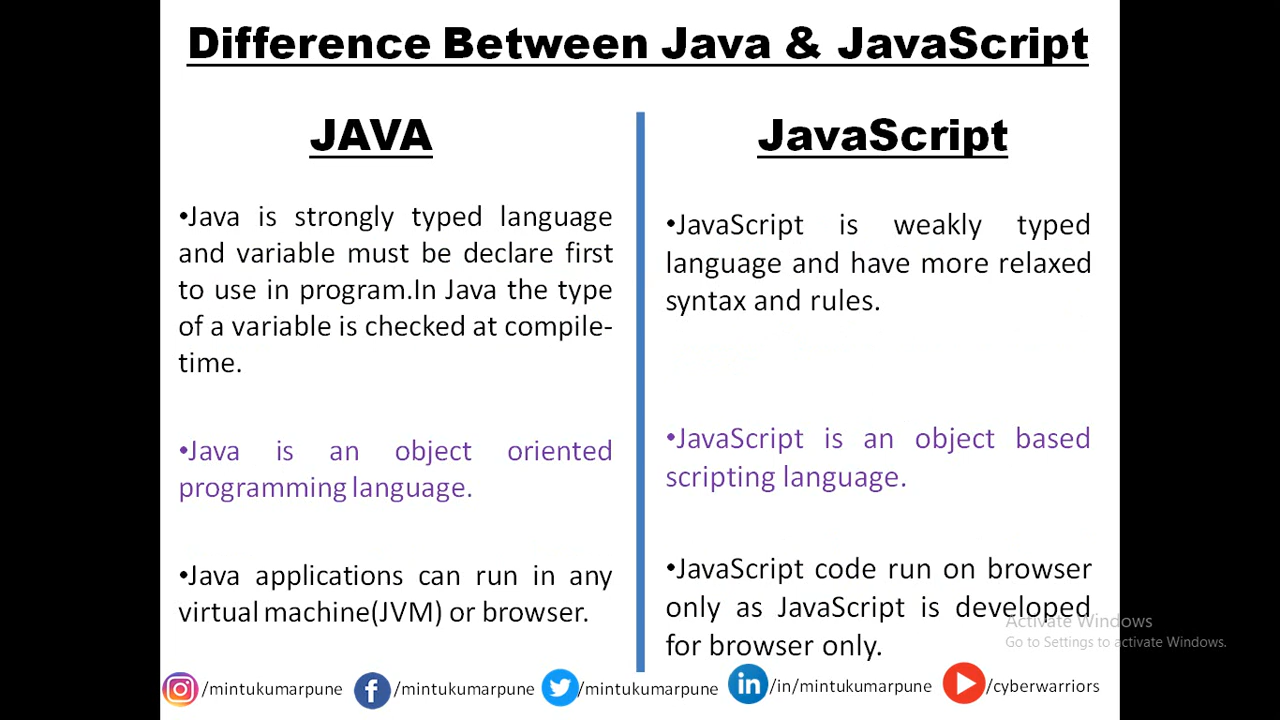 Difference Between Java & JavaScript
JAVA
•Java is strongly typed language
and variable must be declare first
to use in program.In Java the type
of a variable is checked at compile-
time.
•Java is an object oriented
programming language.
•Java applications can run in any
virtual machine(JVM) or browser.
JavaScript
•JavaScript is weakly typed
language and have more relaxed
syntax and rules.
•JavaScript is an object based
scripting language.
•JavaScript code run on browser
only as JavaScript is developed
for browser only.
Activate Windows
Go to Settings to activate Windows.
/mintukumarpune /mintukumarpune /mintukumarpune /in/mintukumarpune /cyberwarriors